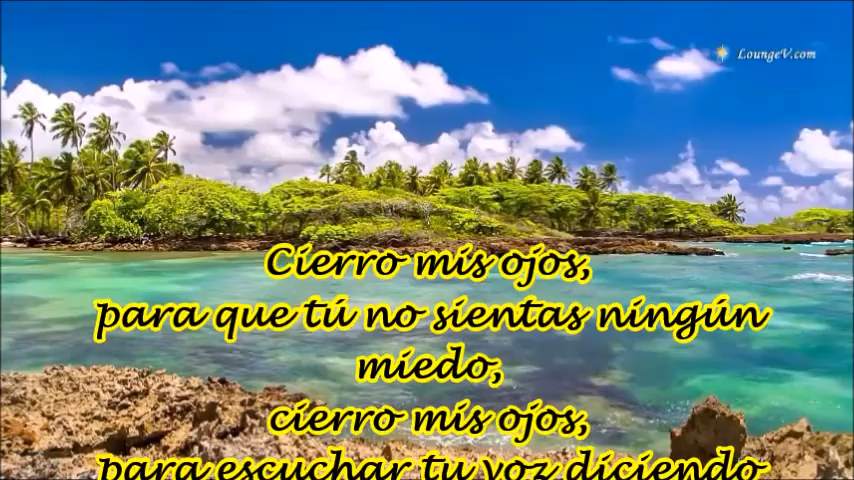 LoungeV.com
Cierro mis ojos,
para que tú no sientas ningún
miedo,
cierro mis ojos,
para escuchar tu voz diciendo